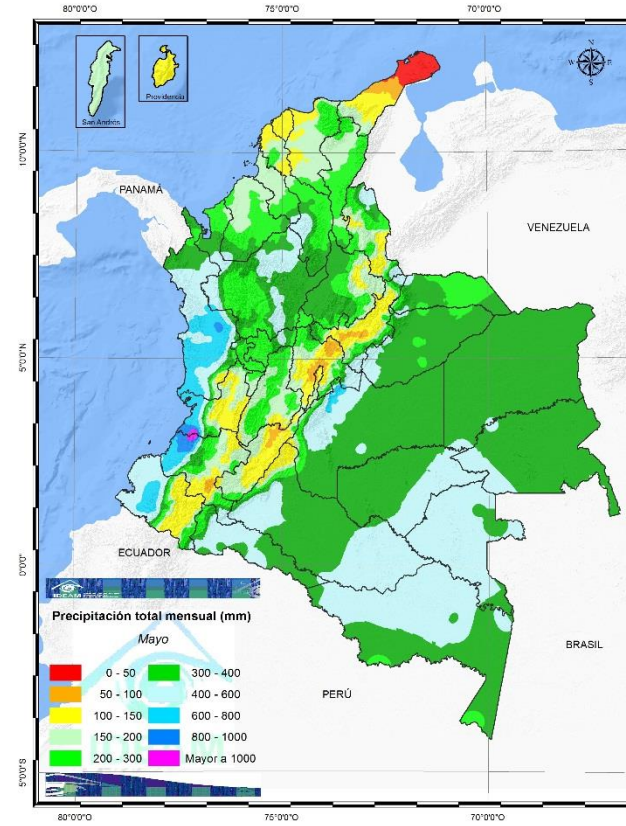 80°0'0"O 75°0'0"O 70°0'0"O
San Andrés
Providencia
N
S
10°0'0"N
PANAMÁ
VENEZUELA
5°0'0"N
ECUADOR
0°0'0"
IDEAM
Precipitación total mensual (mm)
Mayo
0 - 50 300 - 400
50 - 100 400 - 600
100 - 150 600 - 800
150 - 200 800 - 1000
200 - 300 Mayor a 1000
BRASIL
PERÚ
5°0'0"S
80°0'0"O 75°0'0"O 70°0'0"O